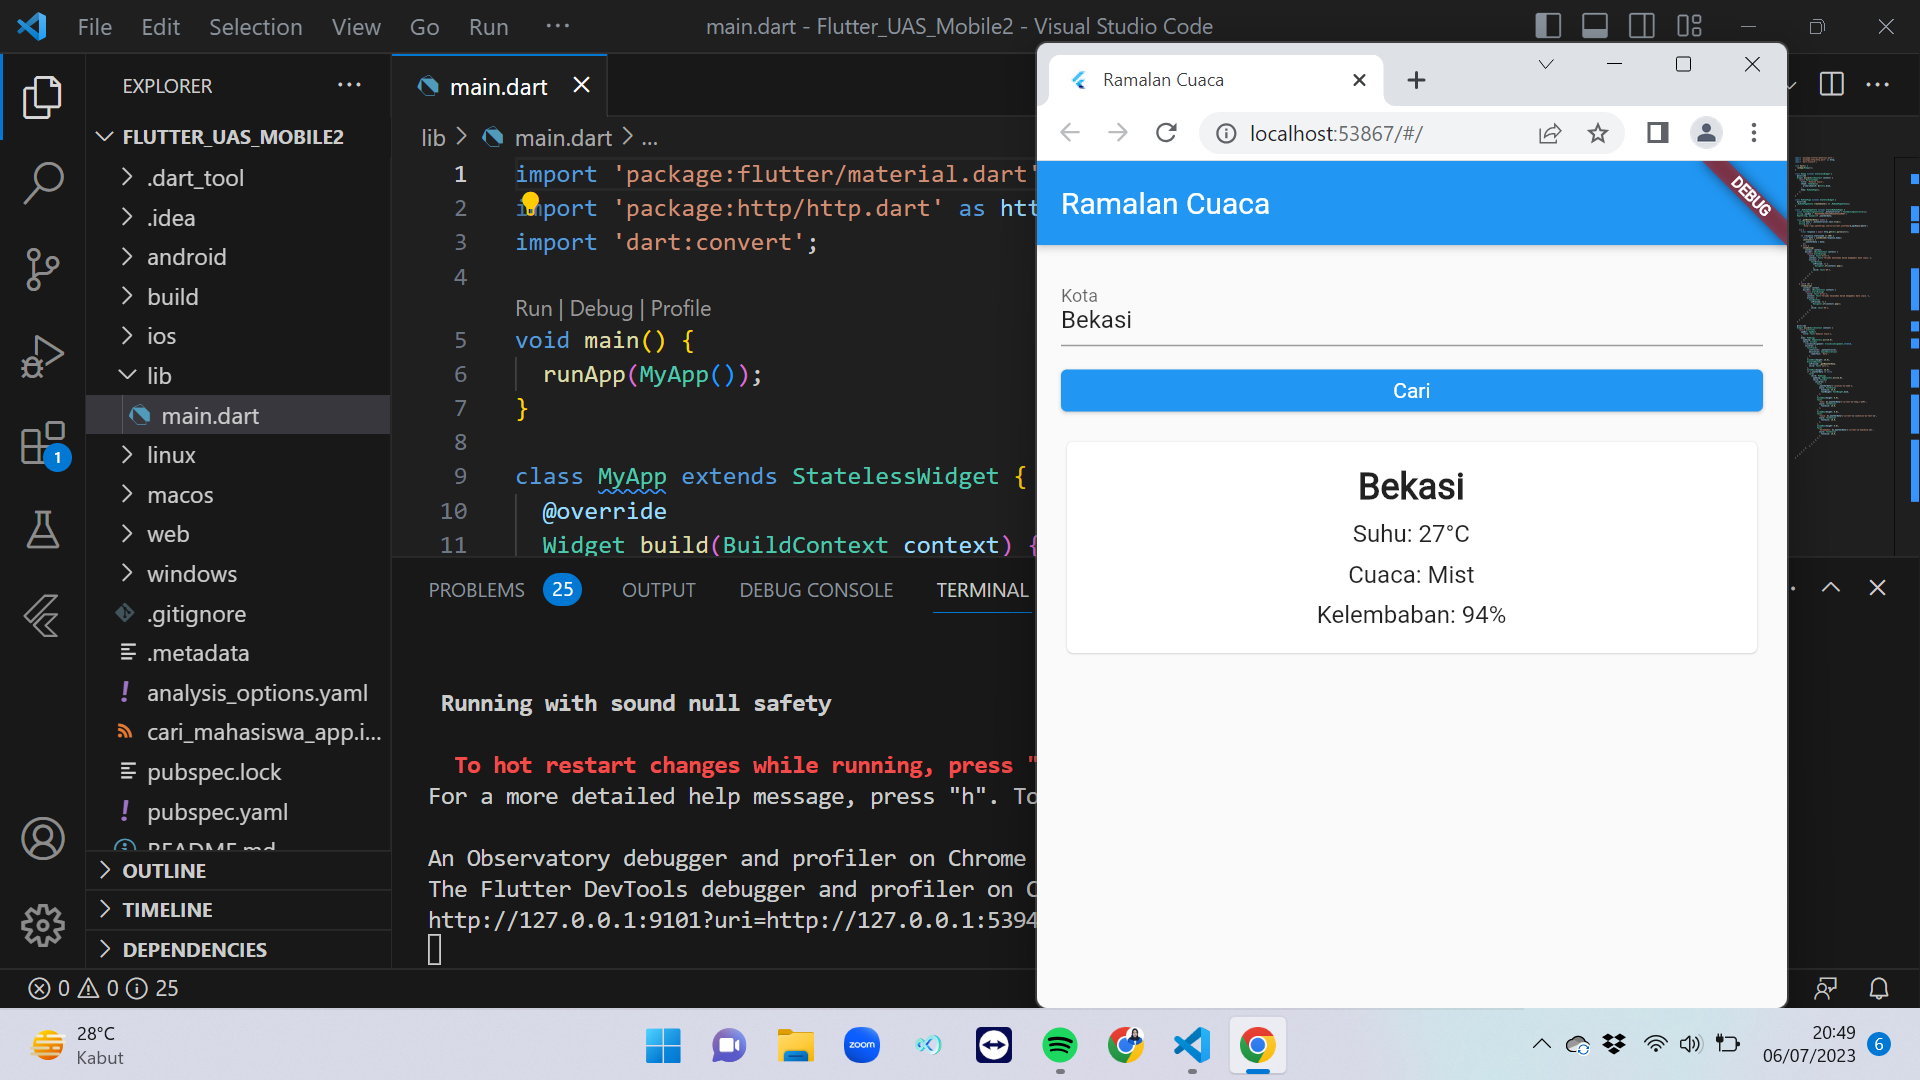 File Edit Selection View Go Run ···
main.dart - Flutter_UAS_Mobile2 - Visual Studio Code
EXPLORER
FLUTTER_UAS_MOBILE2
.dart_tool
.idea
android
build
ios
lib
main.dart
linux
macos
web
windows
.gitignore
.metadata
analysis_options.yaml
cari_mahasiswa_app.i...
pubspec.lock
pubspec.yaml
README.md
OUTLINE
TIMELINE
DEPENDENCIES
1
main.dart
lib > main.dart > ...
1 import 'package:flutter/material.dart'
2 import 'package:http/http.dart' as htt
3 import 'dart:convert';
4
Run | Debug | Profile
5 void main() {
6 runApp(MyApp());
7 }
8
9 class MyApp extends StatelessWidget {
10 @override
11 Widget build(BuildContext context) {
PROBLEMS 25 OUTPUT DEBUG CONSOLE TERMINAL
Running with sound null safety
To hot restart changes while running, press "
For a more detailed help message, press "h". To
An Observatory debugger and profiler on Chrome
The Flutter DevTools debugger and profiler on C
http://127.0.0.1:9101?uri=http://127.0.0.1:5394
0 0 25
Ramalan Cuaca
localhost:53867/#/
Ramalan Cuaca
DEBUG
Kota
Bekasi
Cari
Bekasi
Suhu: 27°C
Cuaca: Mist
Kelembaban: 94%
28°C
Kabut
zoom
20:49
06/07/2023
6